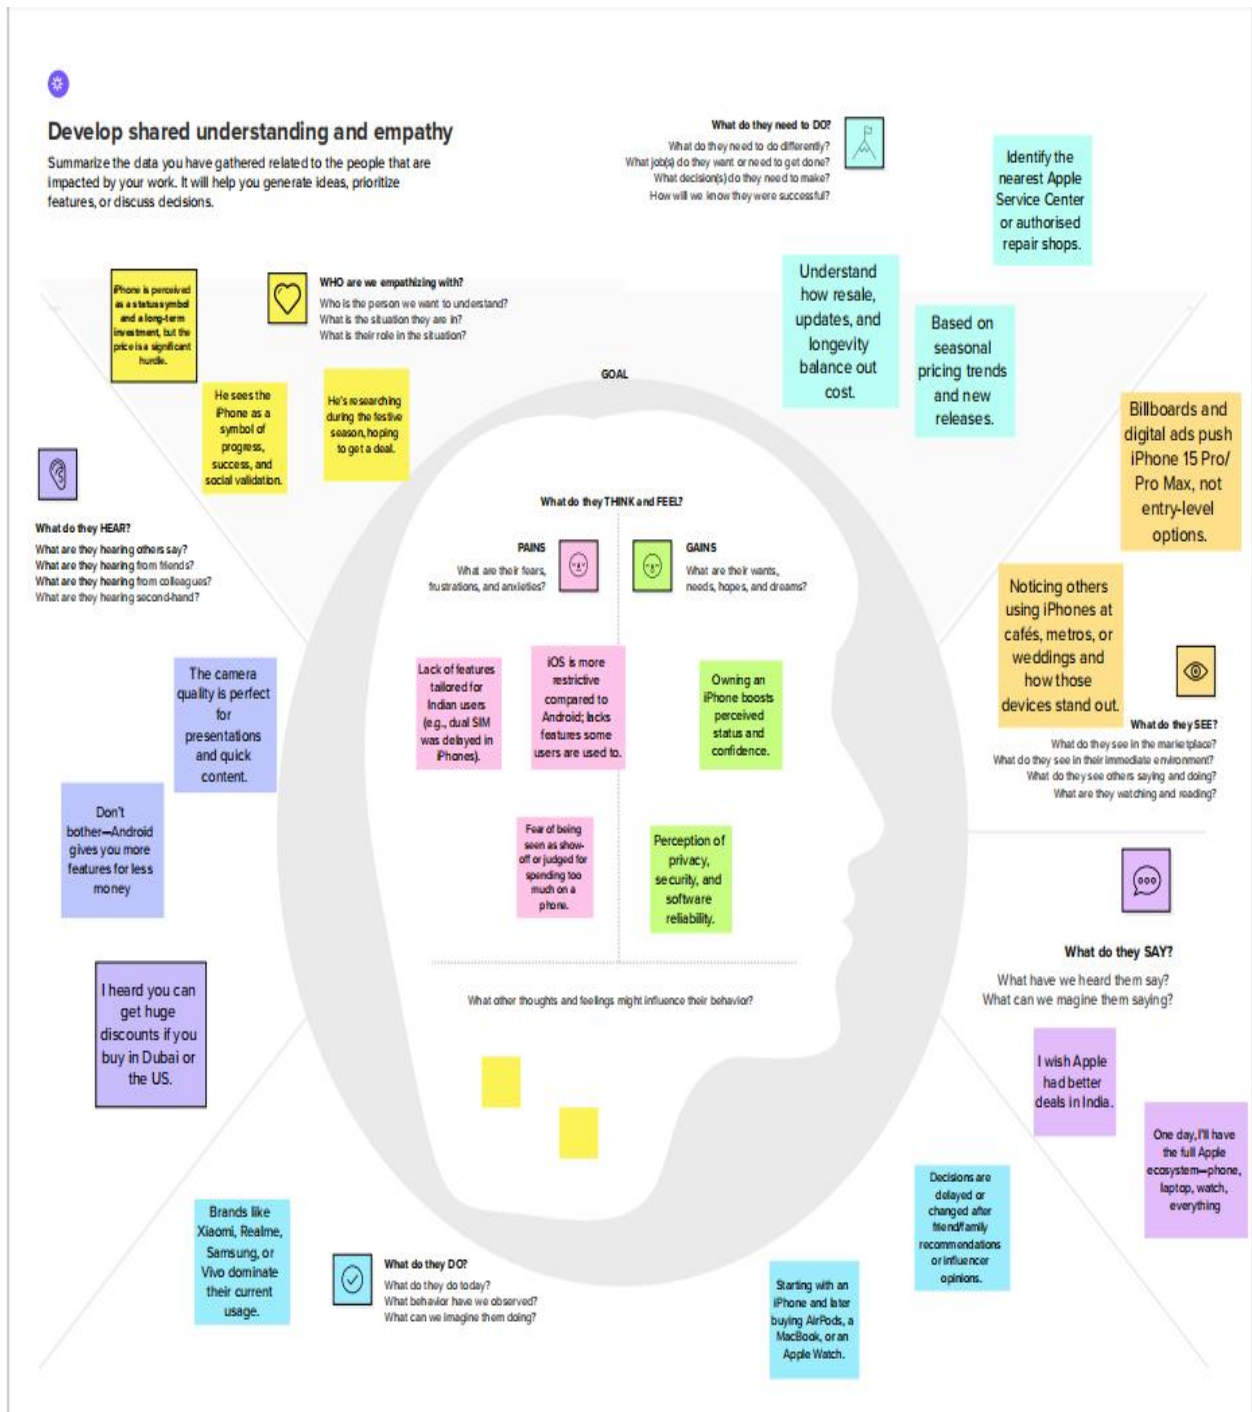 Develop shared understanding and empathy
Summarize the data you have gathered related to the people that are
impacted by your work. It will help you generate ideas, prioritize
features, or discuss decisions.
What do they need to DO?
What do they need to do differently?
What job(s) do they want or need to get done?
What decision(s) do they need to make?
How will we know they were successful?
Identify the
nearest Apple
Service Center
or authorised
repair shops.
Understand
how resale,
updates, and
longevity
balance out
cost.
Based on
seasonal
pricing trends
and new
releases.
iPhone is perceived
as a status symbol
and a long-term
investment, but the
price is a significant
hurdle.
WHO are we empathizing with?
Who is the person we want to understand?
What is the situation they are in?
What is their role in the situation?
He sees the
iPhone as a
symbol of
progress,
success, and
social validation.
He's researching
during the festive
season, hoping
to get a deal.
GOAL
Billboards and
digital ads push
iPhone 15 Pro/
Pro Max, not
entry-level
options.
What do they HEAR?
What are they hearing others say?
What are they hearing from friends?
What are they hearing from colleagues?
What are they hearing second-hand?
What do they THINK and FEEL?
PAINS
What are their fears,
frustrations, and anxieties?
GAINS
What are their wants,
needs, hopes, and dreams?
Noticing others
using iPhones at
cafés, metros, or
weddings and
how those
devices stand out.
What do they SEE?
What do they see in the marketplace?
What do they see in their immediate environment?
What do they see others saying and doing?
What are they watching and reading?
The camera
quality is perfect
for
presentations
and quick
content.
Lack of features
tailored for
Indian users
(e.g., dual SIM
was delayed in
iPhones).
iOS is more
restrictive
compared to
Android; lacks
features some
users are used to.
Owning an
iPhone boosts
perceived
status and
confidence.
Don't
bother—Android
gives you more
features for less
money
Fear of being
seen as show-
off or judged for
spending too
much on a
phone.
Perception of
privacy,
security, and
software
reliability.
What do they SAY?
What have we heard them say?
What can we magine them saying?
I heard you can
get huge
discounts if you
buy in Dubai or
the US.
What other thoughts and feelings might influence their behavior?
I wish Apple
had better
deals in India.
One day, I'll have
the full Apple
ecosystem—phone,
laptop, watch,
everything
Brands like
Xiaomi, Realme,
Samsung, or
Vivo dominate
their current
usage.
What do they DO?
What do they do today?
What behavior have we observed?
What can we imagine them doing?
Decisions are
delayed or
changed after
friend/family
recommendations
or influencer
opinions.
Starting with an
iPhone and later
buying AirPods, a
MacBook, or an
Apple Watch.